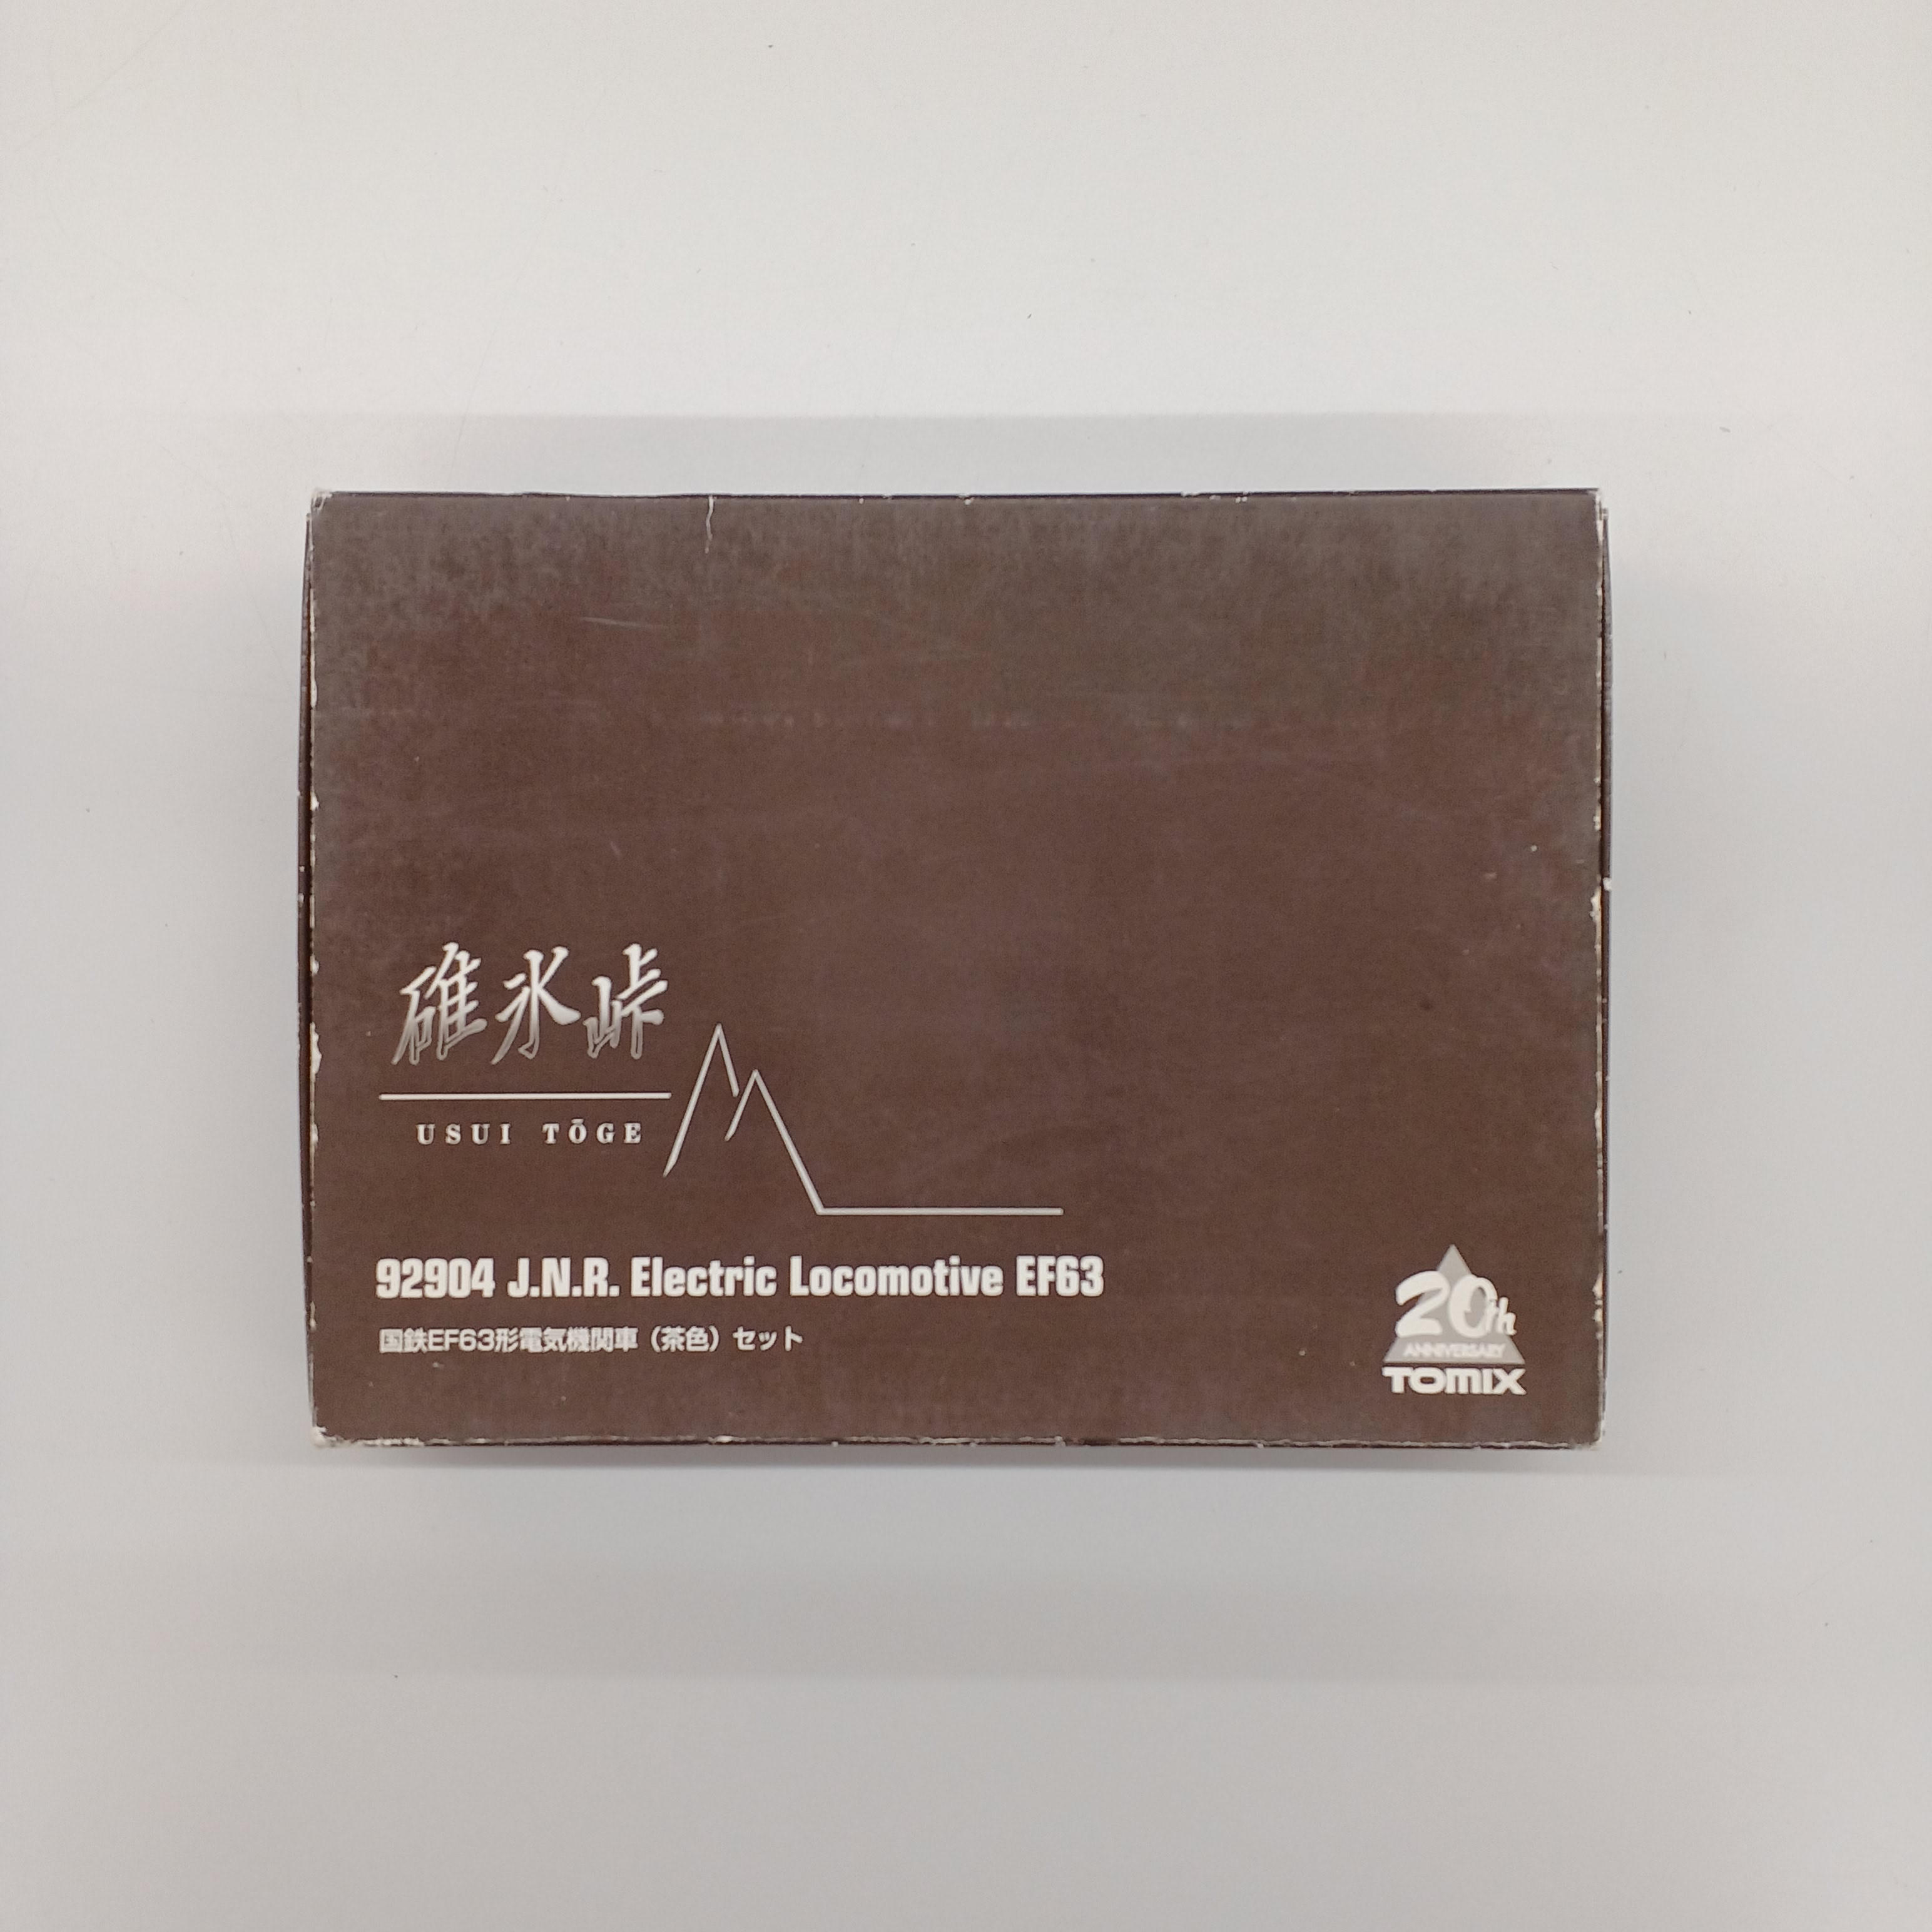 碓氷峠
USUI TŌGE
92904 J.N.R. Electric Locomotive EF63
国鉄EF63形電気機関車（茶色）セット
20th
ANNIVERSARY
TOMIX